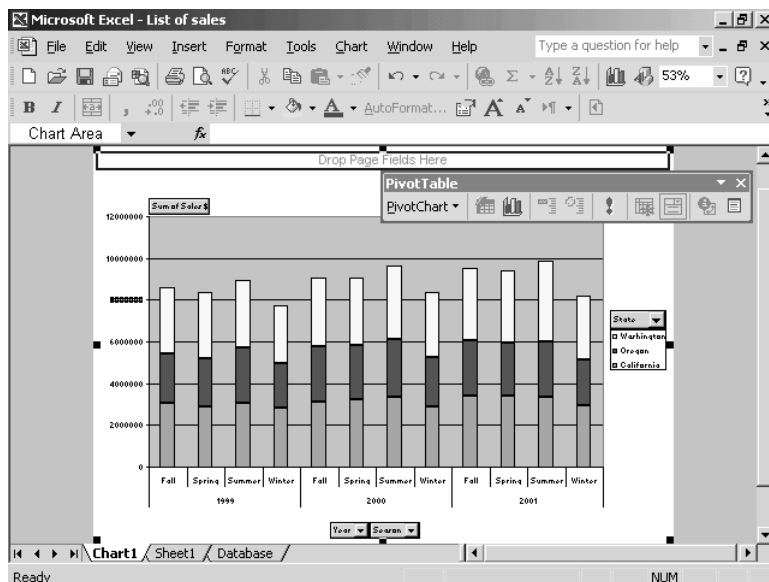 Microsoft Excel - List of sales
File Edit View Insert Format Tools Chart Window Help Type a question for help
53%
B I AutoFormat...
Chart Area fx
Drop Page Fields Here
PivotTable
PivotChart
Sum of Sales $
12000000
10000000
8000000
6000000
4000000
2000000
0
State
Washington
Oregon
California
Fall Spring Summer Winter Fall Spring Summer Winter Fall Spring Summer Winter
1999 2000 2001
Year Season
Chart1 Sheet1 Database
Ready NUM